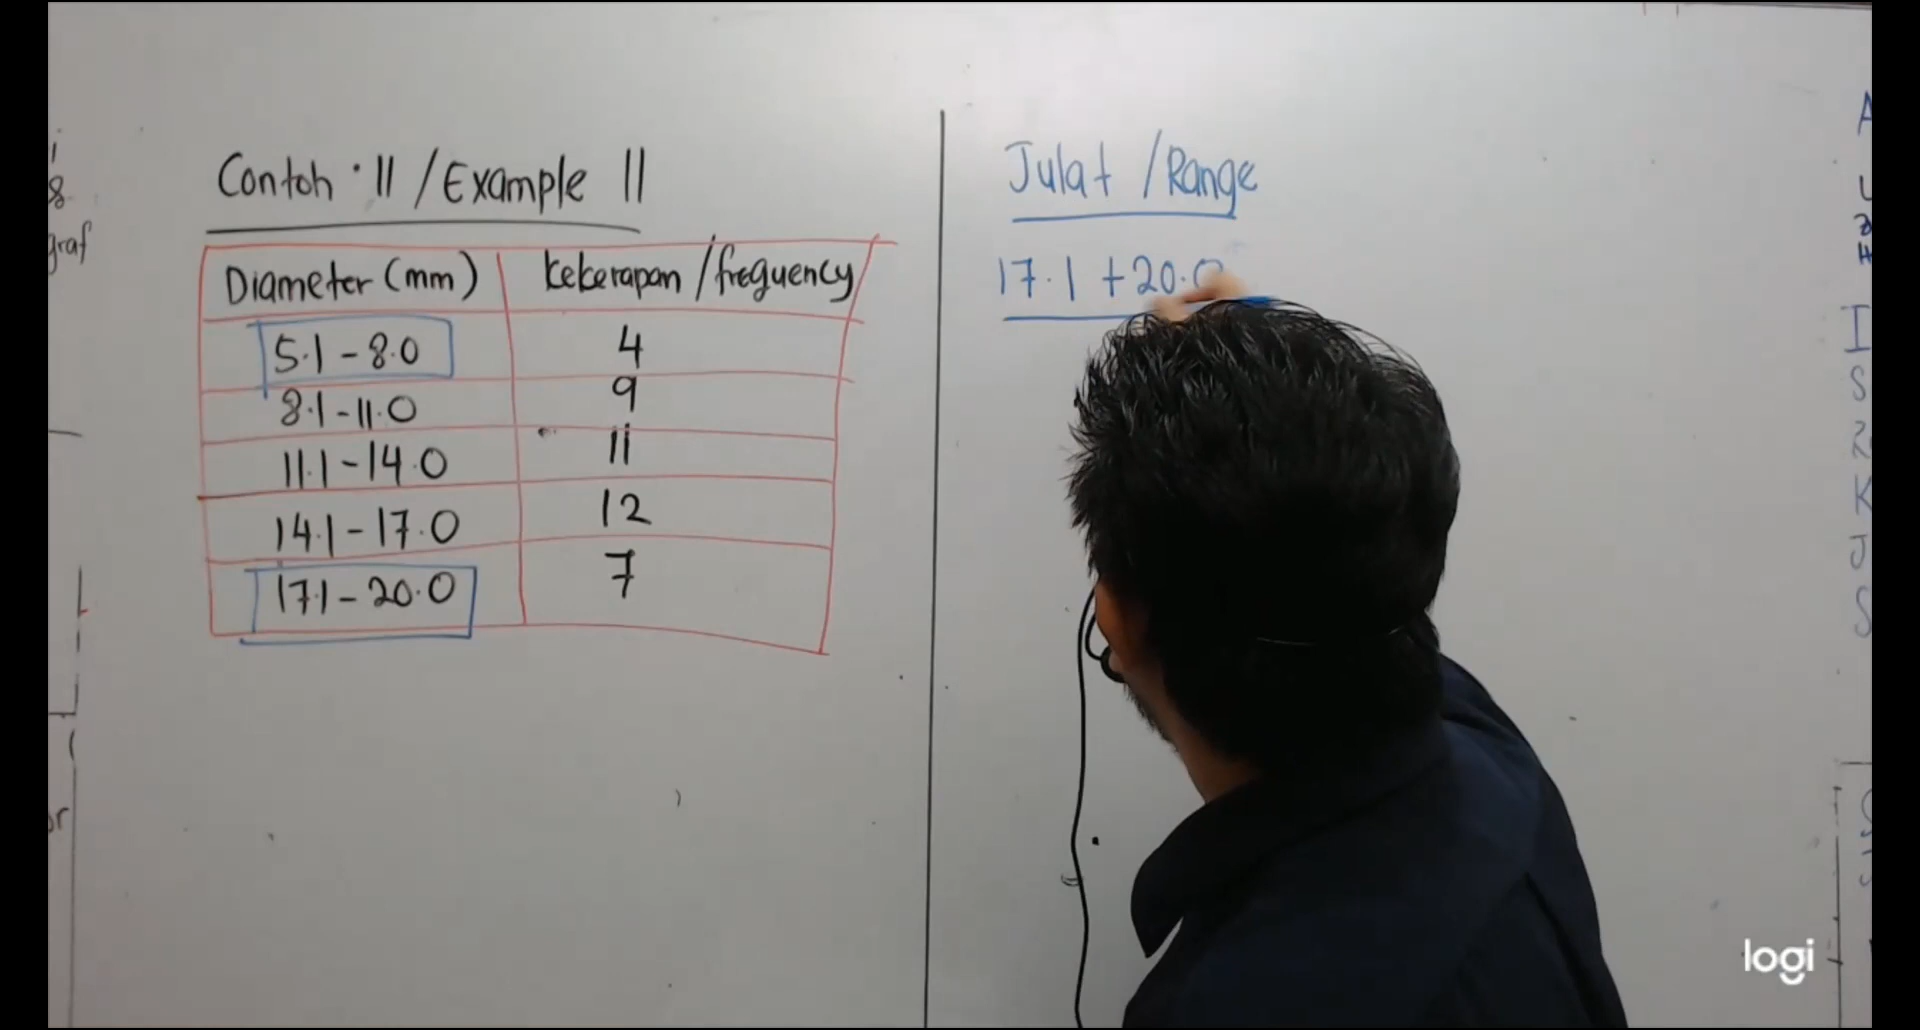 graf
Contoh 11 / Example 11
Diameter (mm) kekerapan / frequency
5.1 - 8.0 4
8.1 - 11.0 9
11.1 - 14.0 11
14.1 - 17.0 12
17.1 - 20.0 7
Julat / Range
17.1 + 20.0
A
I
S
K
J
S
logi